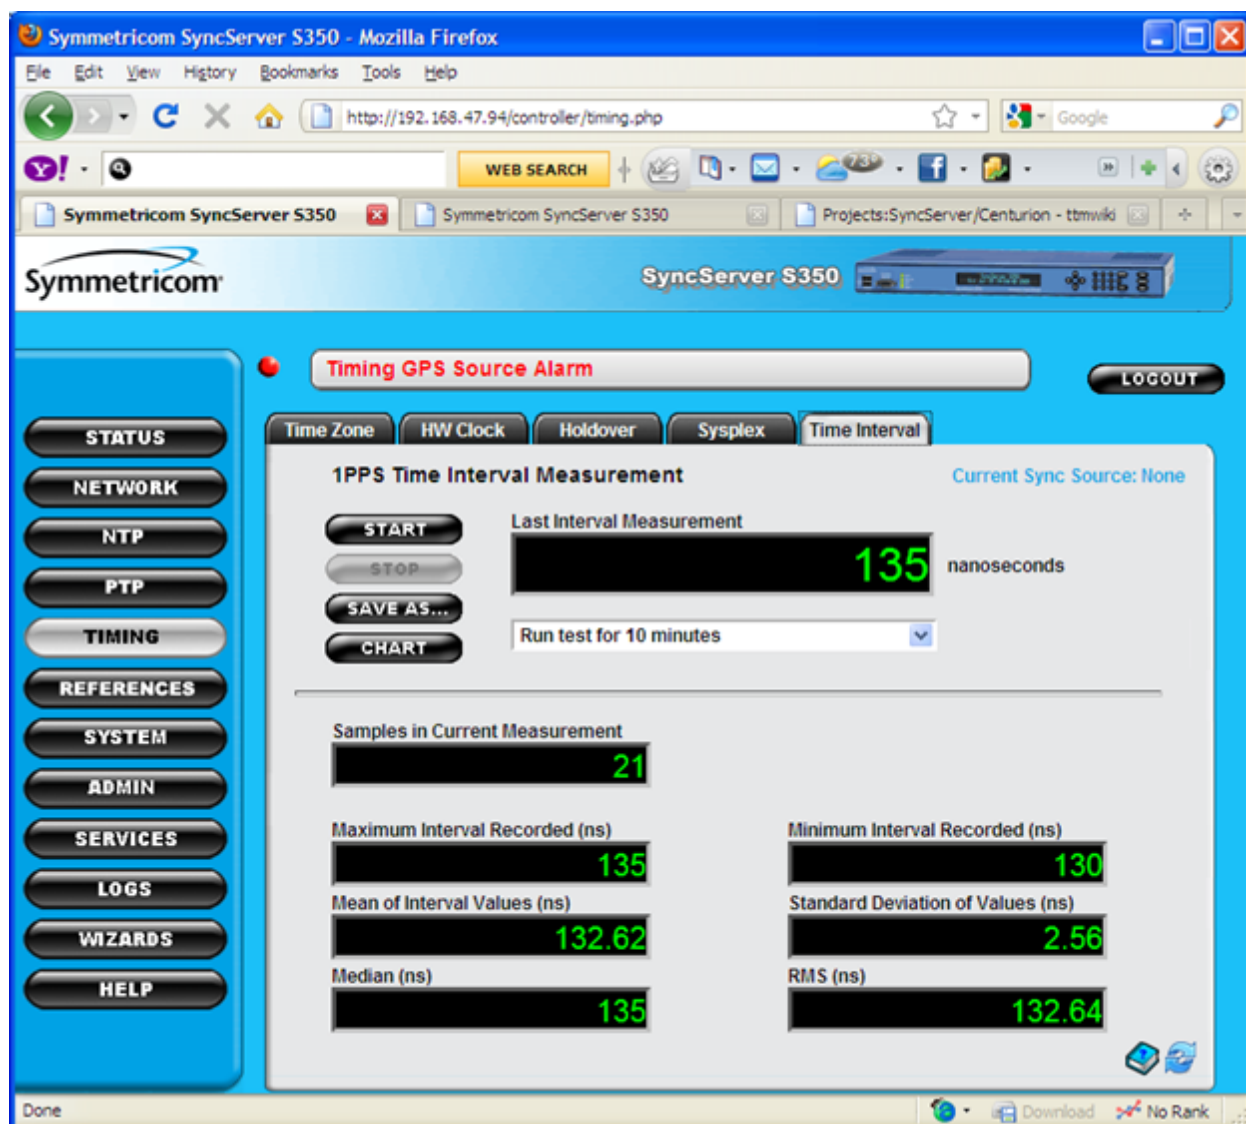 Symmetricom SyncServer S350 - Mozilla Firefox
File Edit View History Bookmarks Tools Help
http://192.168.47.94/controller/timing.php Google
Y! WEB SEARCH 73°
Symmetricom SyncServer S350 Symmetricom SyncServer S350 Projects:SyncServer/Centurion - ttmwiki
Symmetricom SyncServer S350
Timing GPS Source Alarm
LOGOUT
Time Zone HW Clock Holdover Sysplex Time Interval
STATUS
NETWORK
NTP
PTP
TIMING
REFERENCES
SYSTEM
ADMIN
SERVICES
LOGS
WIZARDS
HELP
1PPS Time Interval Measurement Current Sync Source: None
START
STOP
SAVE AS...
CHART
Last Interval Measurement
135 nanoseconds
Run test for 10 minutes
Samples in Current Measurement
21
Maximum Interval Recorded (ns) Minimum Interval Recorded (ns)
135 130
Mean of Interval Values (ns) Standard Deviation of Values (ns)
132.62 2.56
Median (ns) RMS (ns)
135 132.64
Done Download No Rank